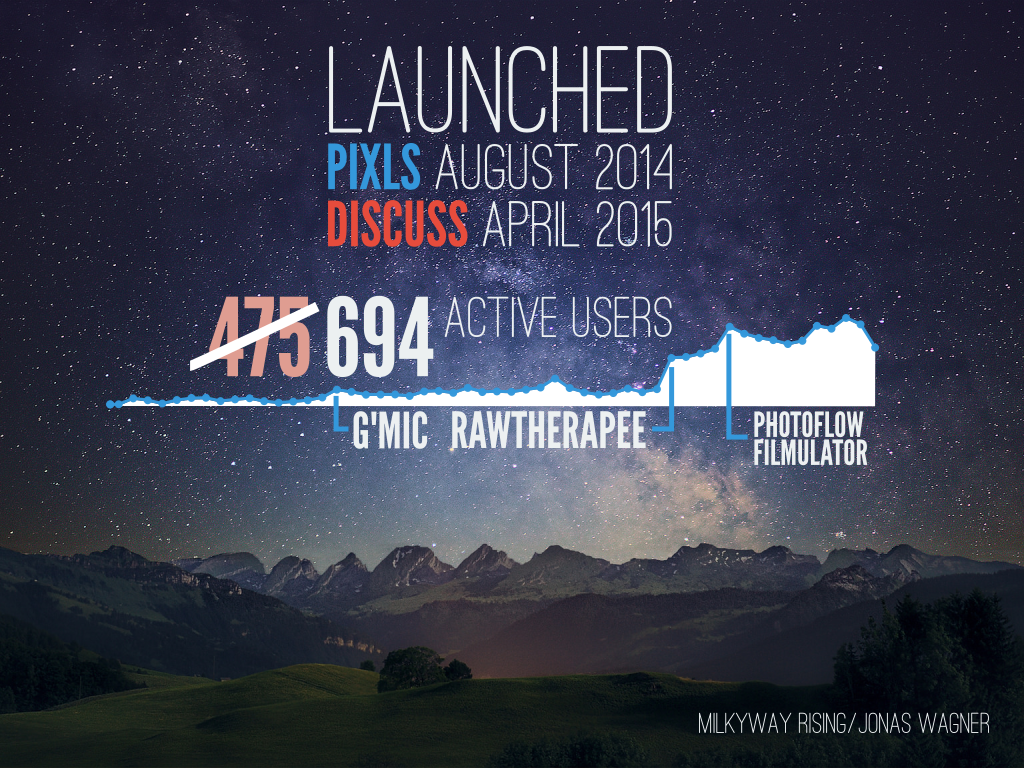 LAUNCHED
PIXLS AUGUST 2014
DISCUSS APRIL 2015
475 694 ACTIVE USERS
G'MIC RAWTHERAPEE
PHOTOFLOW
FILMULATOR
MILKYWAY RISING/JONAS WAGNER